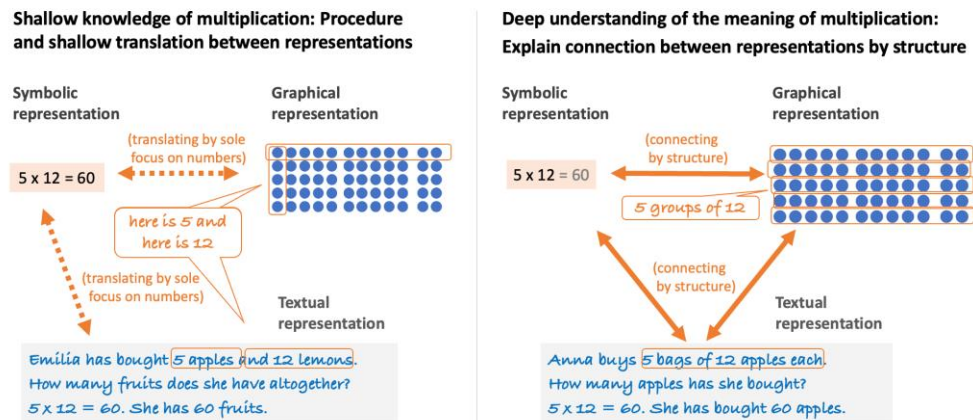 Shallow knowledge of multiplication: Procedure
and shallow translation between representations
Symbolic
representation
Graphical
representation
(translating by sole
focus on numbers)
5 x 12 = 60
here is 5 and
here is 12
(translating by sole
focus on numbers)
Textual
representation
Emilia has bought 5 apples and 12 lemons.
How many fruits does she have altogether?
5 x 12 = 60. She has 60 fruits.
Deep understanding of the meaning of multiplication:
Explain connection between representations by structure
Symbolic
representation
Graphical
representation
(connecting
by structure)
5 x 12 = 60
5 groups of 12
(connecting
by structure)
Textual
representation
Anna buys 5 bags of 12 apples each.
How many apples has she bought?
5 x 12 = 60. She has bought 60 apples.